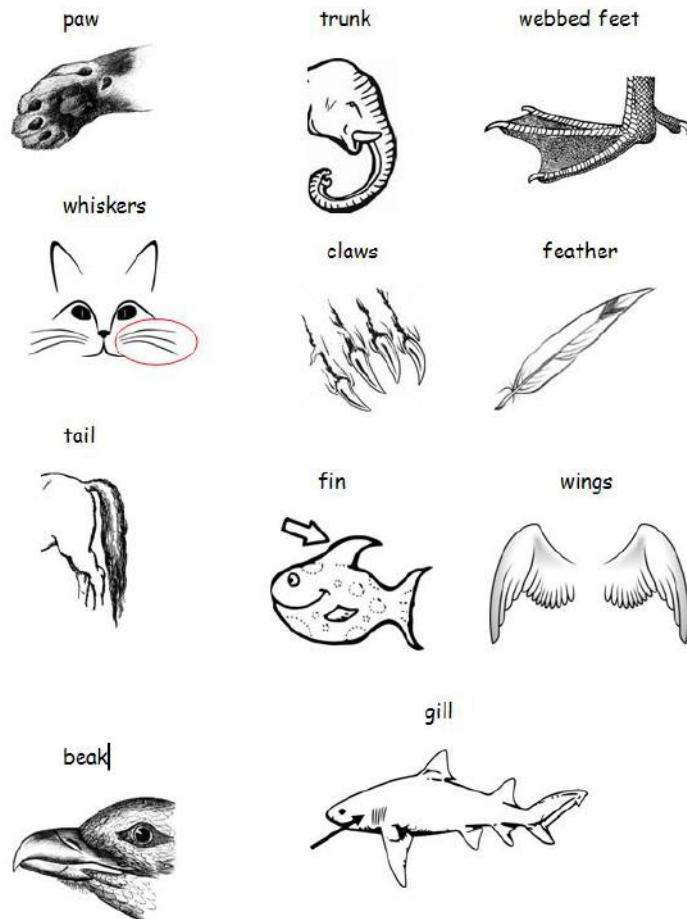 paw
trunk
webbed feet
whiskers
claws
feather
tail
fin
wings
gill
beak